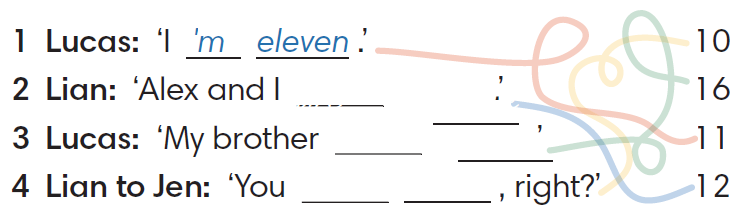 1 Lucas: ‘I 'm eleven.’ 10
2 Lian: ‘Alex and I ______ ______.’ 16
3 Lucas: ‘My brother ______ ______’ 11
4 Lian to Jen: ‘You ______ ______, right?’ 12